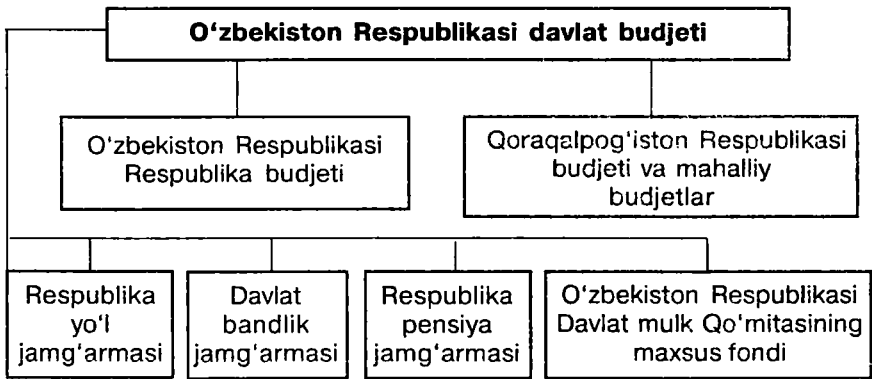 O‘zbekiston Respublikasi davlat budjeti
O‘zbekiston Respublikasi
Respublika budjeti
Qoraqalpog‘iston Respublikasi
budjeti va mahalliy
budjetlar
Respublika
yo‘l
jamg‘armasi
Davlat
bandlik
jamg‘armasi
Respublika
pensiya
jamg‘armasi
O‘zbekiston Respublikasi
Davlat mulk Qo‘mitasining
maxsus fondi